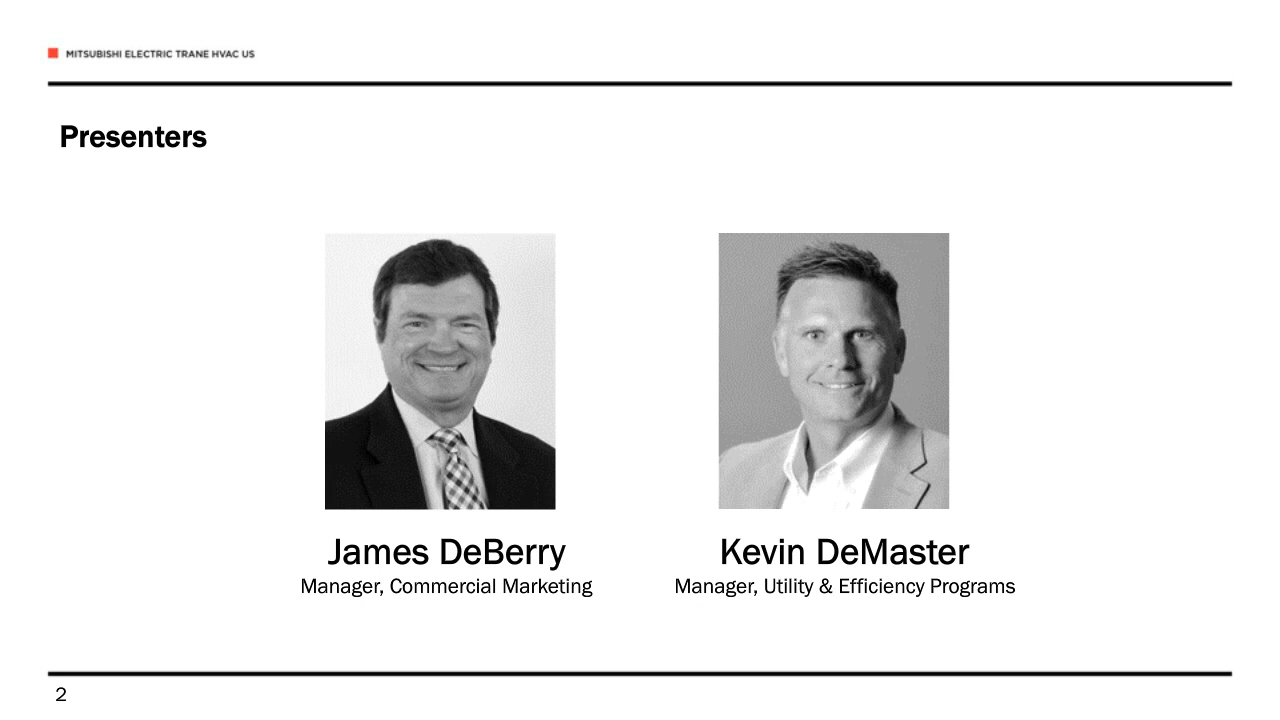 MITSUBISHI ELECTRIC TRANE HVAC US
Presenters
James DeBerry
Manager, Commercial Marketing
Kevin DeMaster
Manager, Utility & Efficiency Programs
2